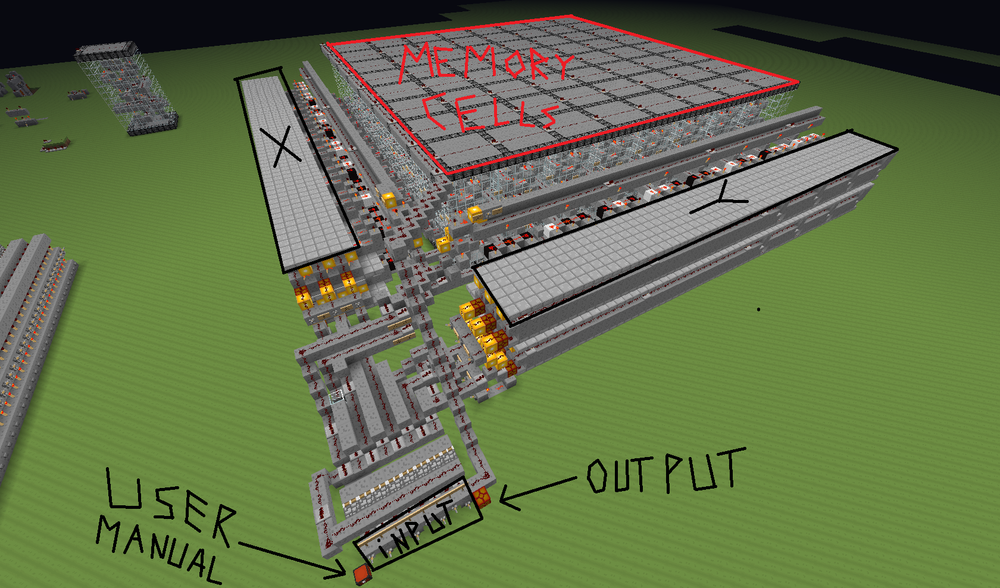 MEMORY
CELLS
X
Y
USER
MANUAL
iNPUT
OUTPUT